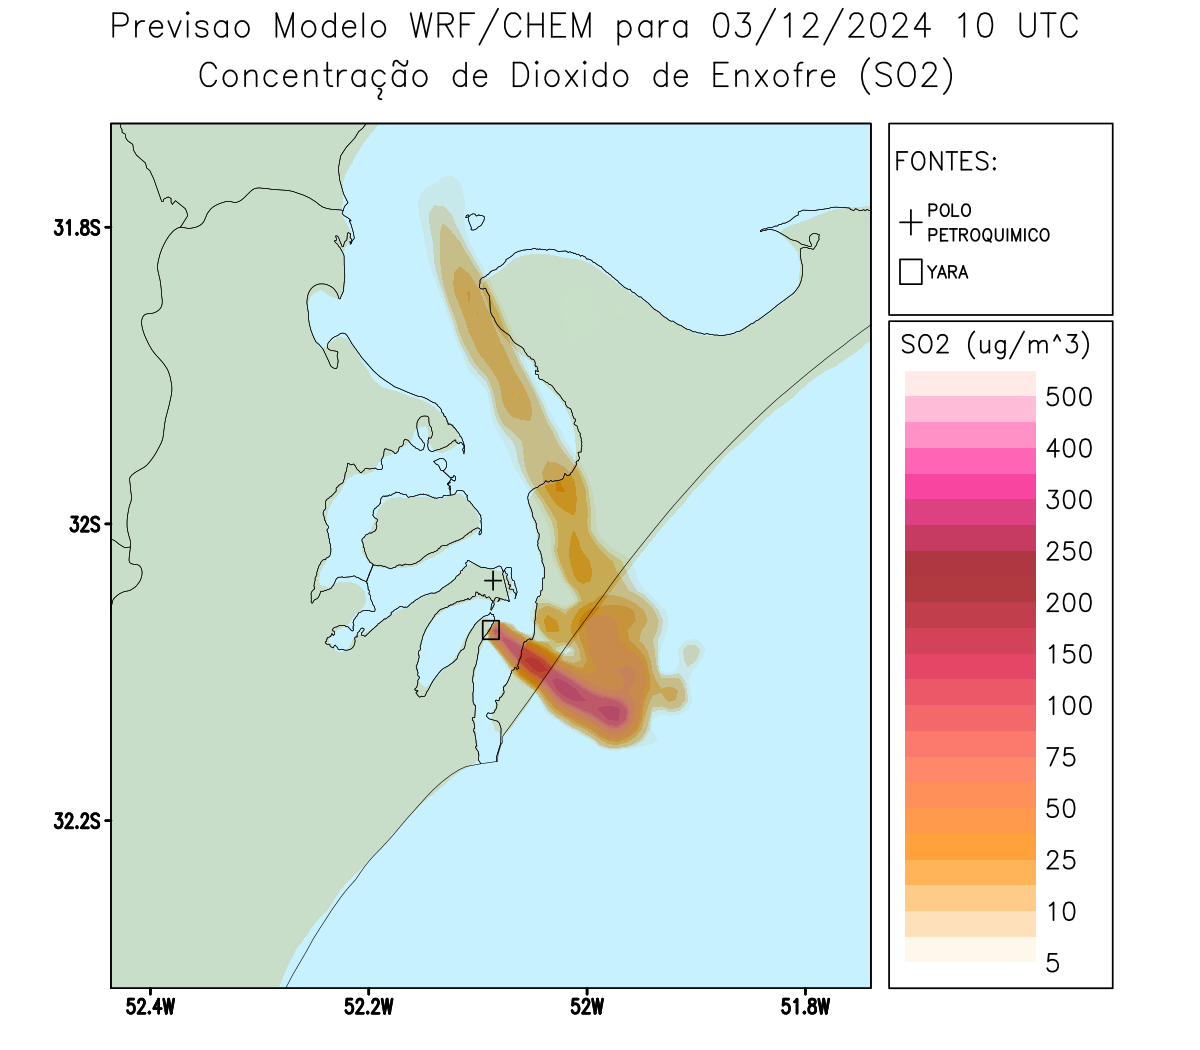 Previsao Modelo WRF/CHEM para 03/12/2024 10 UTC
Concentração de Dioxido de Enxofre (SO2)
FONTES:
POLO
PETROQUIMICO
YARA
SO2 (ug/m^3)
500
400
300
250
200
150
100
75
50
25
10
5
31.8S
32S
32.2S
52.4W
52.2W
52W
51.8W